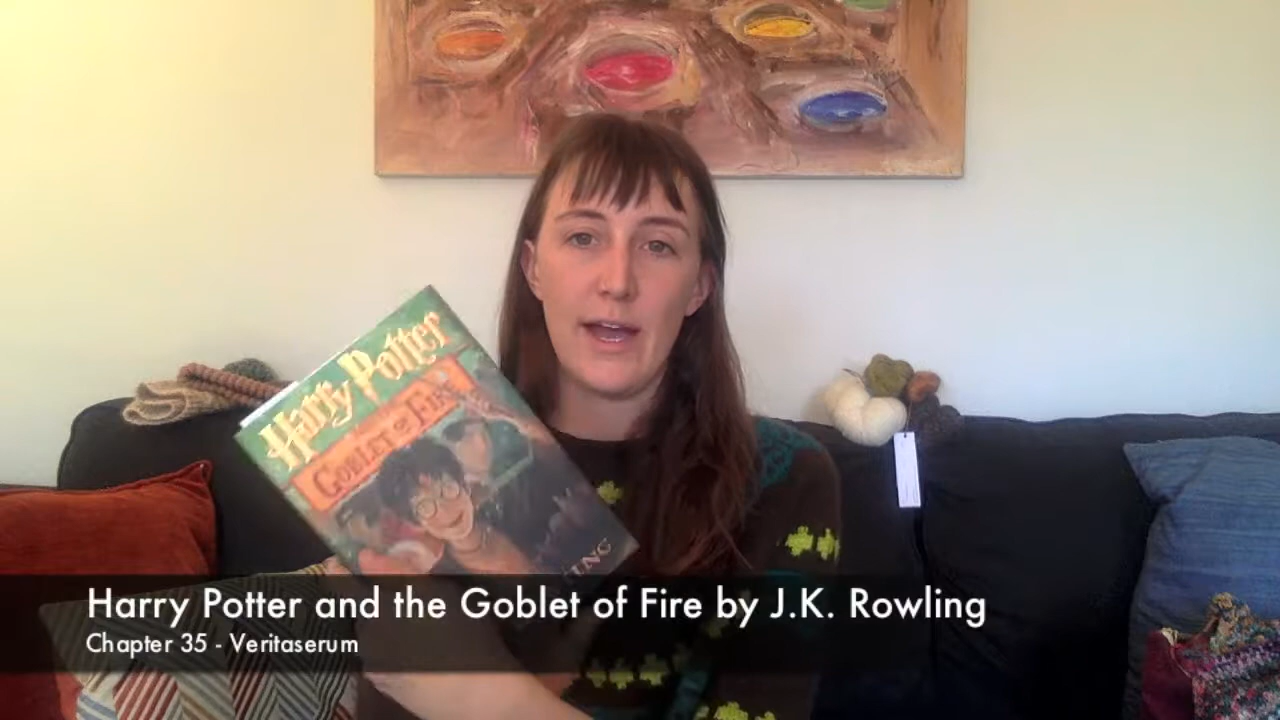 Harry Potter
Goblet of Fire
Harry Potter and the Goblet of Fire by J.K. Rowling
Chapter 35 - Veritaserum